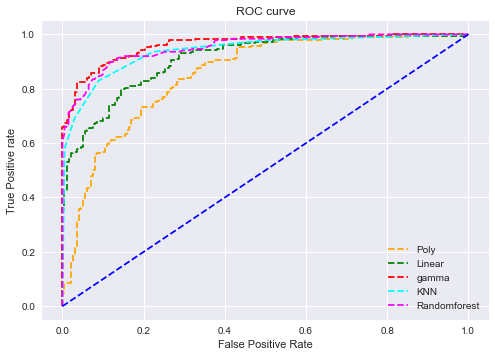 ROC curve
True Positive rate
1.0
0.8
0.6
0.4
0.2
0.0
Poly
Linear
gamma
KNN
Randomforest
0.0 0.2 0.4 0.6 0.8 1.0
False Positive Rate